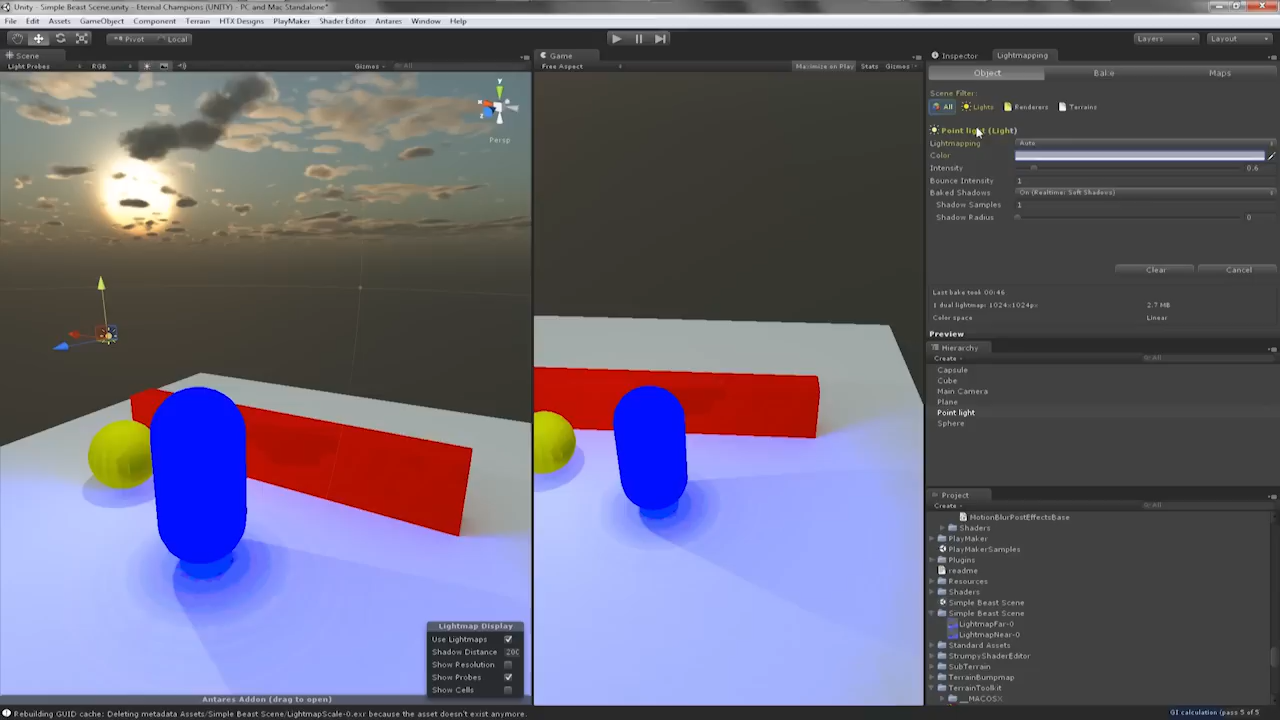 Unity - Simple Beast Scene.unity - Eternal Champions (UNITY) - PC and Mac Standalone*
File Edit Assets GameObject Component Terrain HTX Designs PlayMaker Shader Editor Antares Window Help
Pivot Local Layers Layout
Scene Game Inspector Lightmapping
Light Probes RGB Gizmos All Free Aspect Maximize on Play Stats Gizmos
Object Bake Maps
Scene Filter:
All Lights Renderers Terrains
y
Persp
Point light (Light)
Lightmapping Auto
Color
Intensity 0.6
Bounce Intensity 1
Baked Shadows On (Realtime: Soft Shadows)
Shadow Samples 1
Shadow Radius 0
Clear Cancel
Last bake took 00:46
1 dual lightmap: 1024x1024px 2.7 MB
Color space Linear
Preview
Hierarchy
Create All
Capsule
Cube
Main Camera
Plane
Point light
Sphere
Project
Create All
MotionBlurPostEffectsBase
Shaders
PlayMaker
PlayMakerSamples
Plugins
readme
Resources
Shaders
Simple Beast Scene
Simple Beast Scene
LightmapFar-0
LightmapNear-0
Standard Assets
StrumpyShaderEditor
SubTerrain
TerrainBumpmap
TerrainToolkit
__MACOSX
Lightmap Display
Use Lightmaps
Shadow Distance 200
Show Resolution
Show Probes
Show Cells
Antares Addon (drag to open)
Rebuilding GUID cache: Deleting metadata Assets/Simple Beast Scene/LightmapScale-0.exr because the asset doesn't exist anymore.
GI calculation (pass 5 of 5